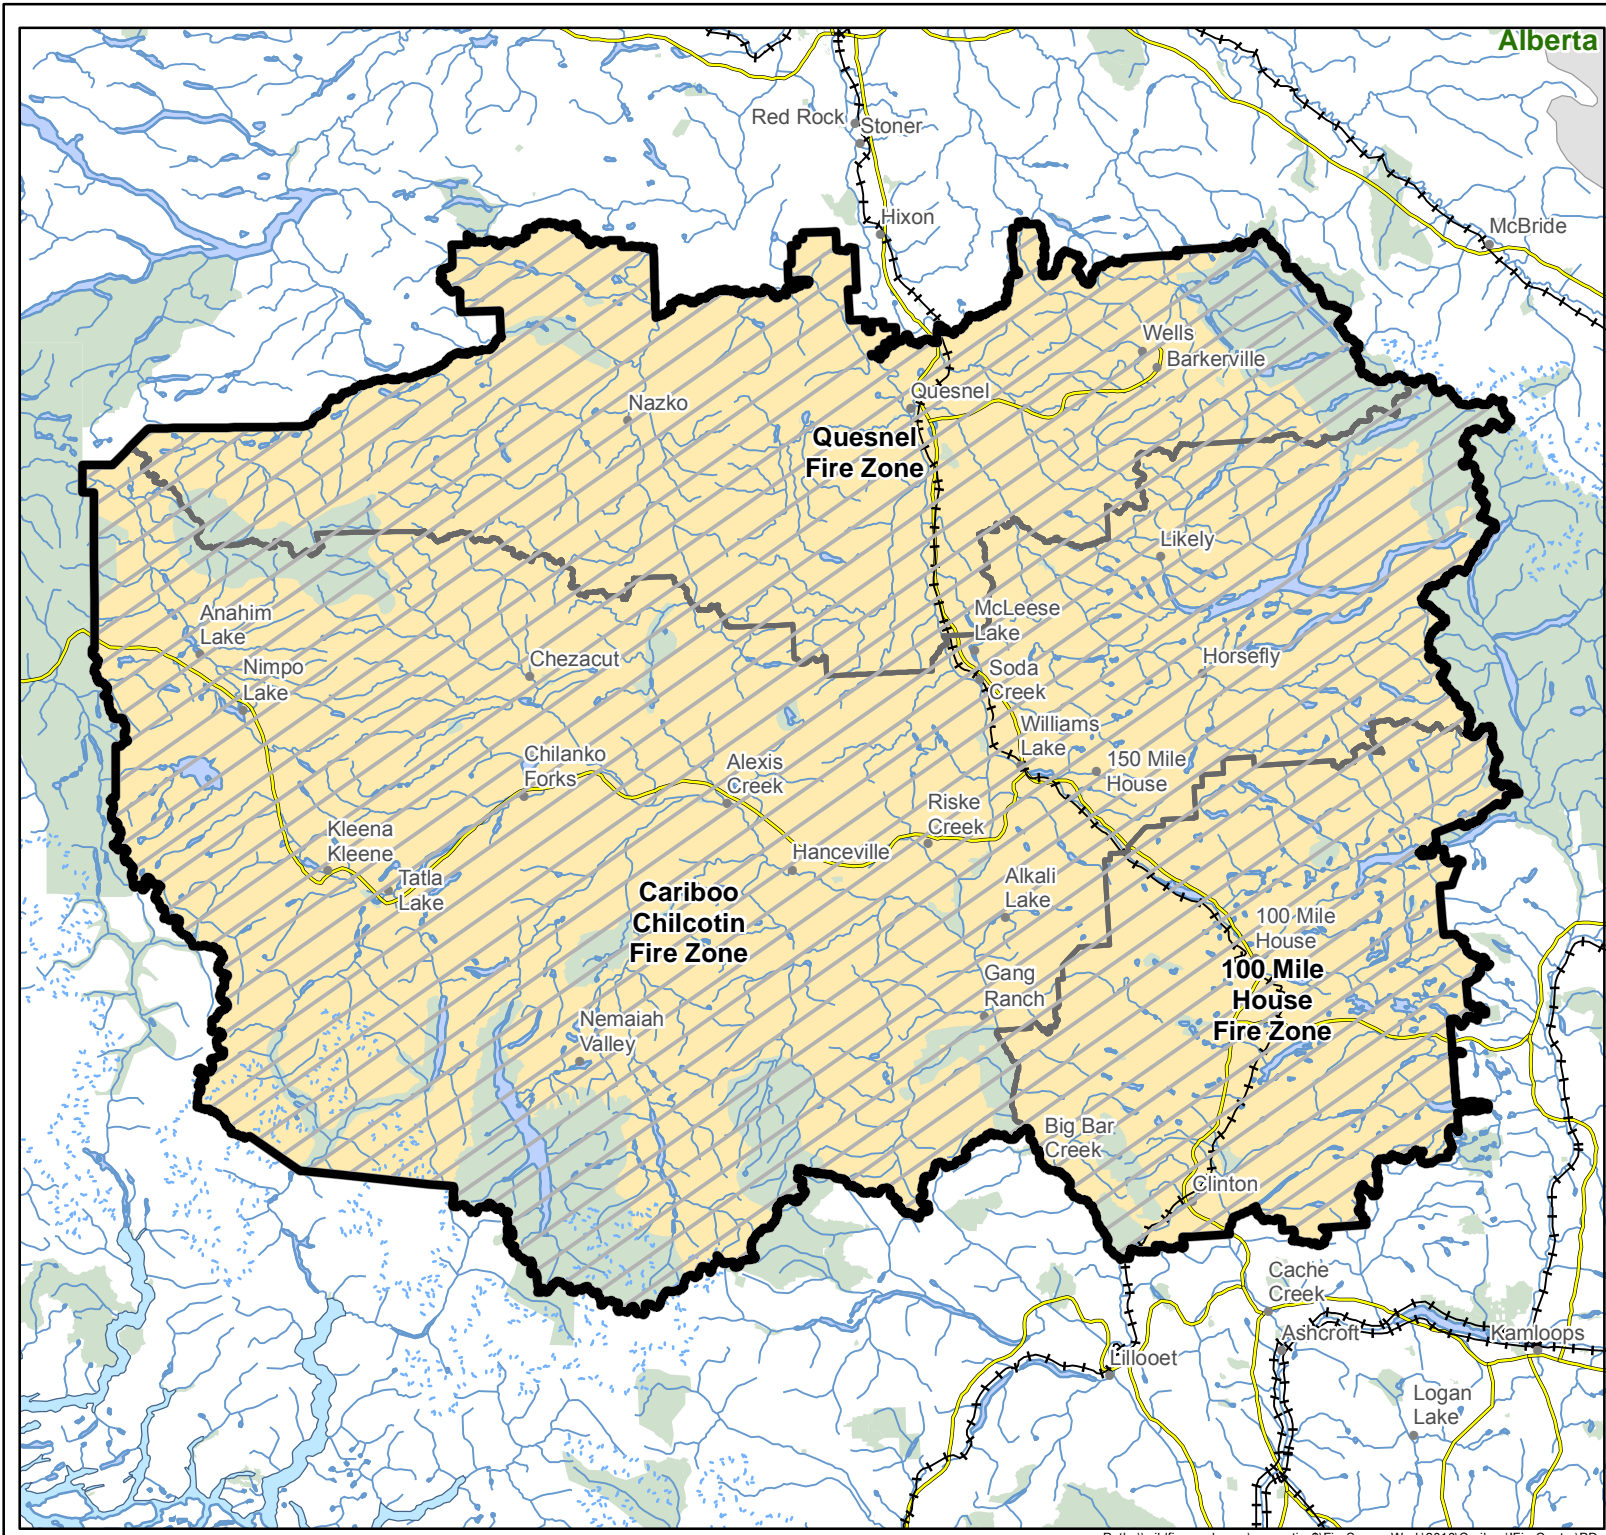 Alberta
Red Rock
Stoner
Hixon
McBride
Wells
Barkerville
Quesnel
Nazko
Quesnel
Fire Zone
Likely
Anahim
Lake
McLeese
Lake
Nimpo
Lake
Chezacut
Horsefly
Soda
Creek
Williams
Lake
Chilanko
Forks
Alexis
Creek
150 Mile
House
Riske
Creek
Kleena
Kleene
Hanceville
Tatla
Lake
Alkali
Lake
Cariboo
Chilcotin
Fire Zone
100 Mile
House
100 Mile
House
Fire Zone
Gang
Ranch
Nemaiah
Valley
Big Bar
Creek
Clinton
Cache
Creek
Ashcroft
Kamloops
Lillooet
Logan
Lake